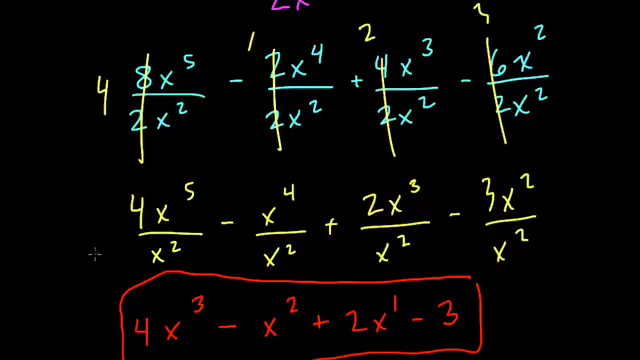 2x
4 8x^5/2x^2 - 1 2x^4/2x^2 + 2 4x^3/2x^2 - 3 6x^2/2x^2
4x^5/x^2 - x^4/x^2 + 2x^3/x^2 - 3x^2/x^2
4x^3 - x^2 + 2x^1 - 3